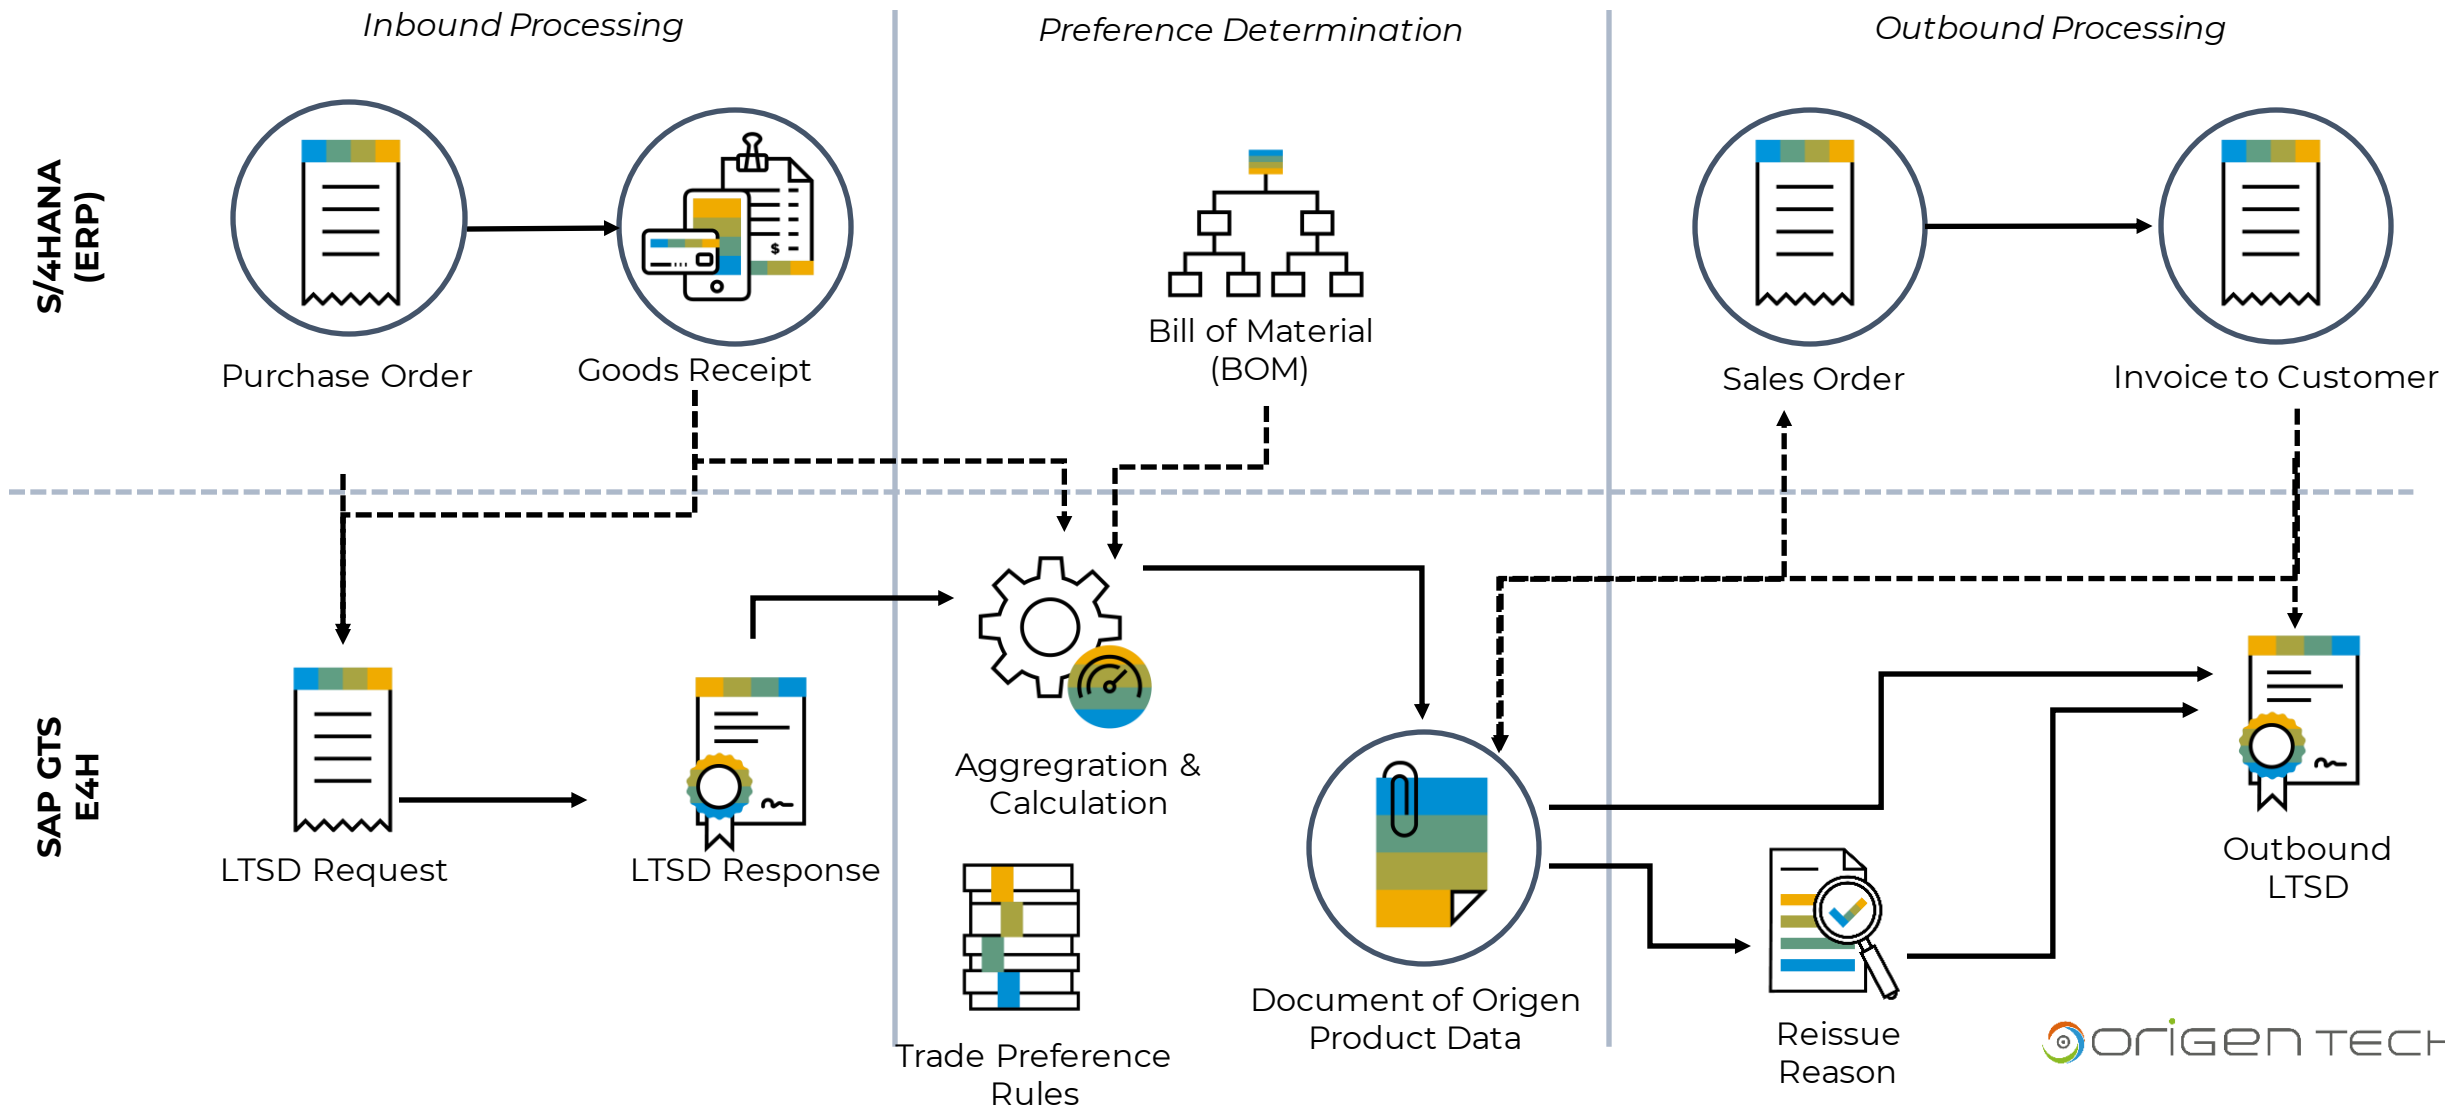 Inbound Processing
Preference Determination
Outbound Processing
S/4HANA
(ERP)
$
Purchase Order
Goods Receipt
Bill of Material
(BOM)
Sales Order
Invoice to Customer
SAP GTS
E4H
LTSD Request
LTSD Response
Aggregration &
Calculation
Trade Preference
Rules
Document of Origen
Product Data
Reissue
Reason
Outbound
LTSD
origen TECH